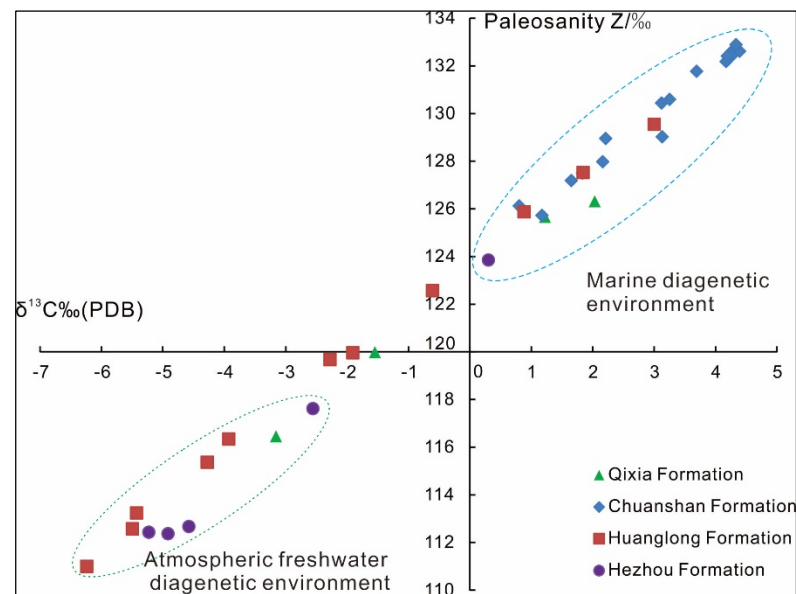 Paleosanity Z/‰
134
132
130
128
126
124
Marine diagenetic
environment
122
δ¹³C‰(PDB)
120
-7 -6 -5 -4 -3 -2 -1 0 1 2 3 4 5
118
116
114
112
110
Qixia Formation
Chuanshan Formation
Huanglong Formation
Hezhou Formation
Atmospheric freshwater
diagenetic environment